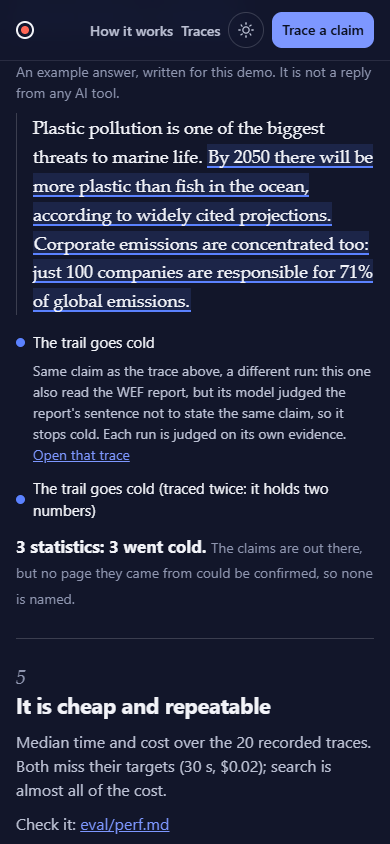 How it works Traces Trace a claim
An example answer, written for this demo. It is not a reply
from any AI tool.
Plastic pollution is one of the biggest
threats to marine life. By 2050 there will be
more plastic than fish in the ocean,
according to widely cited projections.
Corporate emissions are concentrated too:
just 100 companies are responsible for 71%
of global emissions.
The trail goes cold
Same claim as the trace above, a different run: this one
also read the WEF report, but its model judged the
report's sentence not to state the same claim, so it
stops cold. Each run is judged on its own evidence.
Open that trace
The trail goes cold (traced twice: it holds two
numbers)
3 statistics: 3 went cold. The claims are out there,
but no page they came from could be confirmed, so none
is named.
5
It is cheap and repeatable
Median time and cost over the 20 recorded traces.
Both miss their targets (30 s, $0.02); search is
almost all of the cost.
Check it: eval/perf.md